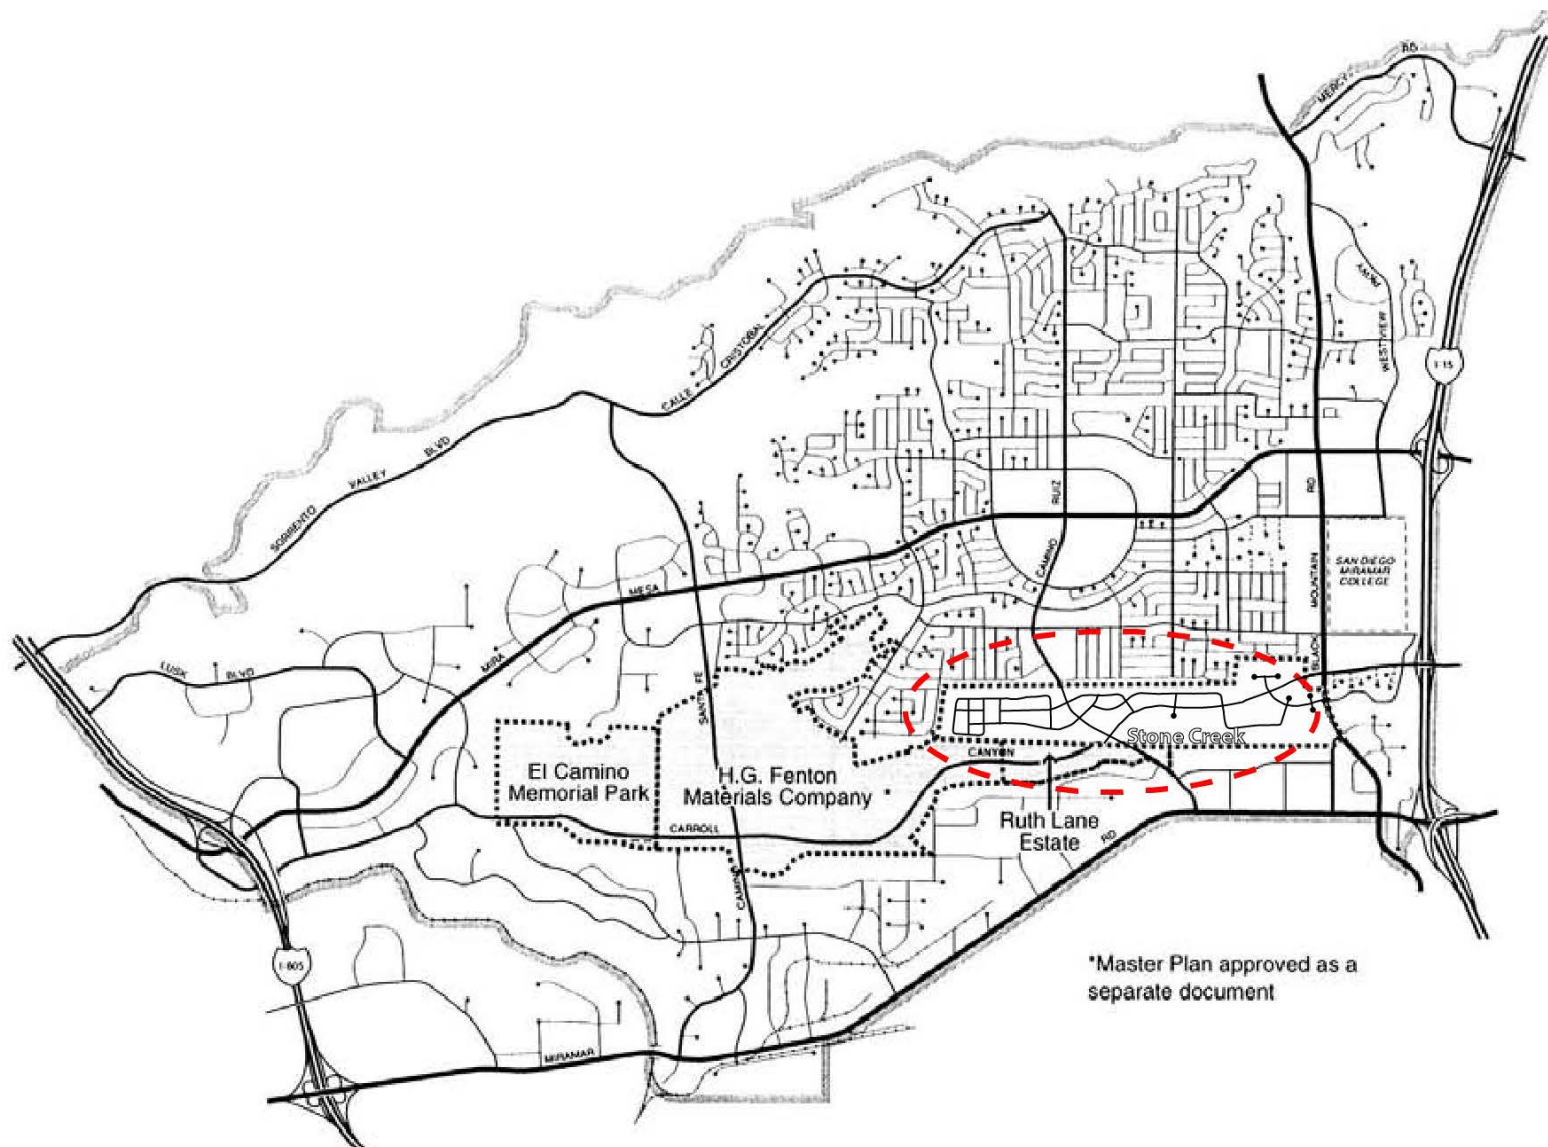 RD
MERCY
PKWY
WESTVIEW
I-15
CRISTOBAL
CALLE
BLVD
VALLEY
SORRENTO
RUIZ
CAMINO
RD
MOUNTAIN
BLACK
SAN DIEGO
MIRAMAR
COLLEGE
MESA
MIRA
LUSK
BLVD
SANTA FE
CAMINO
Stone Creek
CANYON
El Camino
Memorial Park
H.G. Fenton
Materials Company
CARROLL
Ruth Lane
Estate
RD
I-805
MIRAMAR
*Master Plan approved as a
separate document